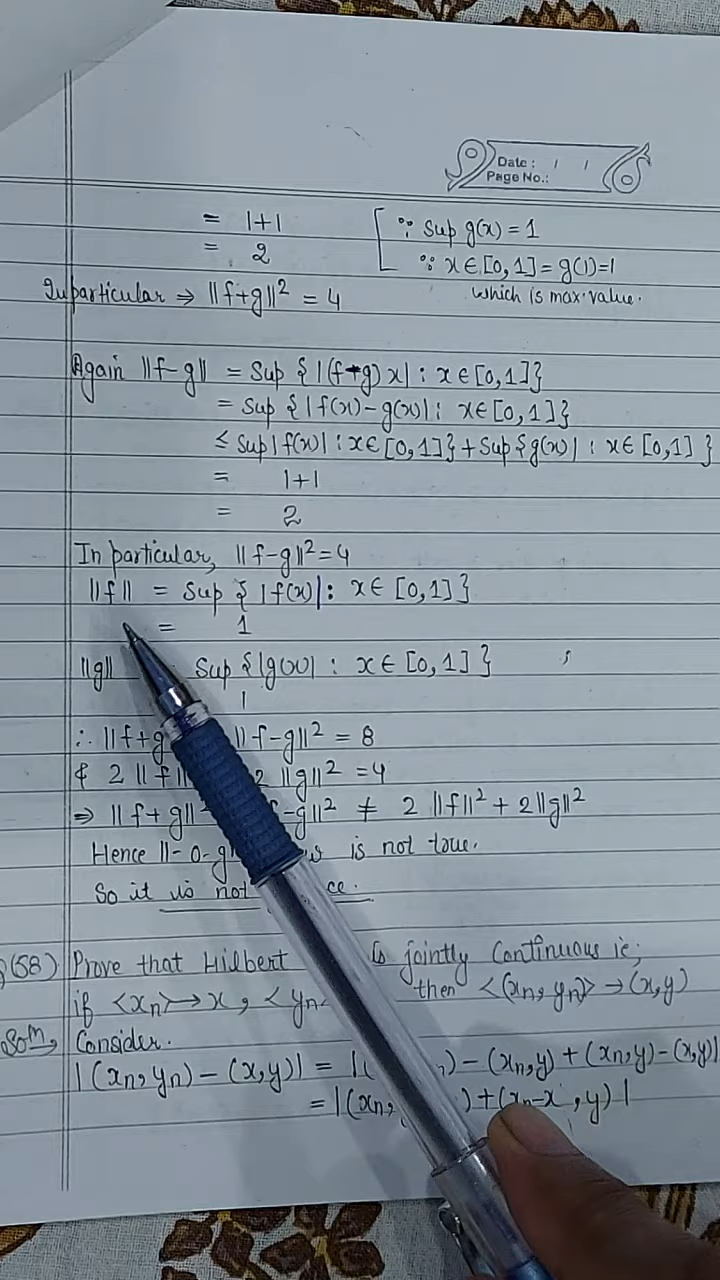 Date : / /
Page No.:
= 1+1 [ ∵ Sup g(x) = 1
= 2 ∵ x ∈ [0,1] = g(1)=1
In particular ⇒ ||f+g||² = 4 which is max. value.
Again ||f-g|| = Sup { |(f-g)x| : x ∈ [0,1]}
= Sup { |f(x) - g(x)| : x ∈ [0,1]}
≤ Sup |f(x)| : x ∈ [0,1]} + Sup { g(x)| : x ∈ [0,1]}
= 1+1
= 2
In particular, ||f-g||² = 4
||f|| = Sup { |f(x)| : x ∈ [0,1]}
= 1
||g|| Sup { |g(x)| : x ∈ [0,1] }
1
∴ ||f+g ||f-g||² = 8
& 2 ||f|| 2 ||g||² = 4
⇒ ||f+g|| f-g||² ≠ 2 ||f||² + 2||g||²
Hence is not true.
So it is not
(58) Prove that Hilbert is jointly Continuous ie;
if <xn> → x, <yn then <(xn, yn)> → (x,y)
Soln, Consider.
|(xn, yn) - (x,y)| = |( n) - (xn,y) + (xn,y) - (x,y)|
= |(xn, ) + (xn-x, y) |